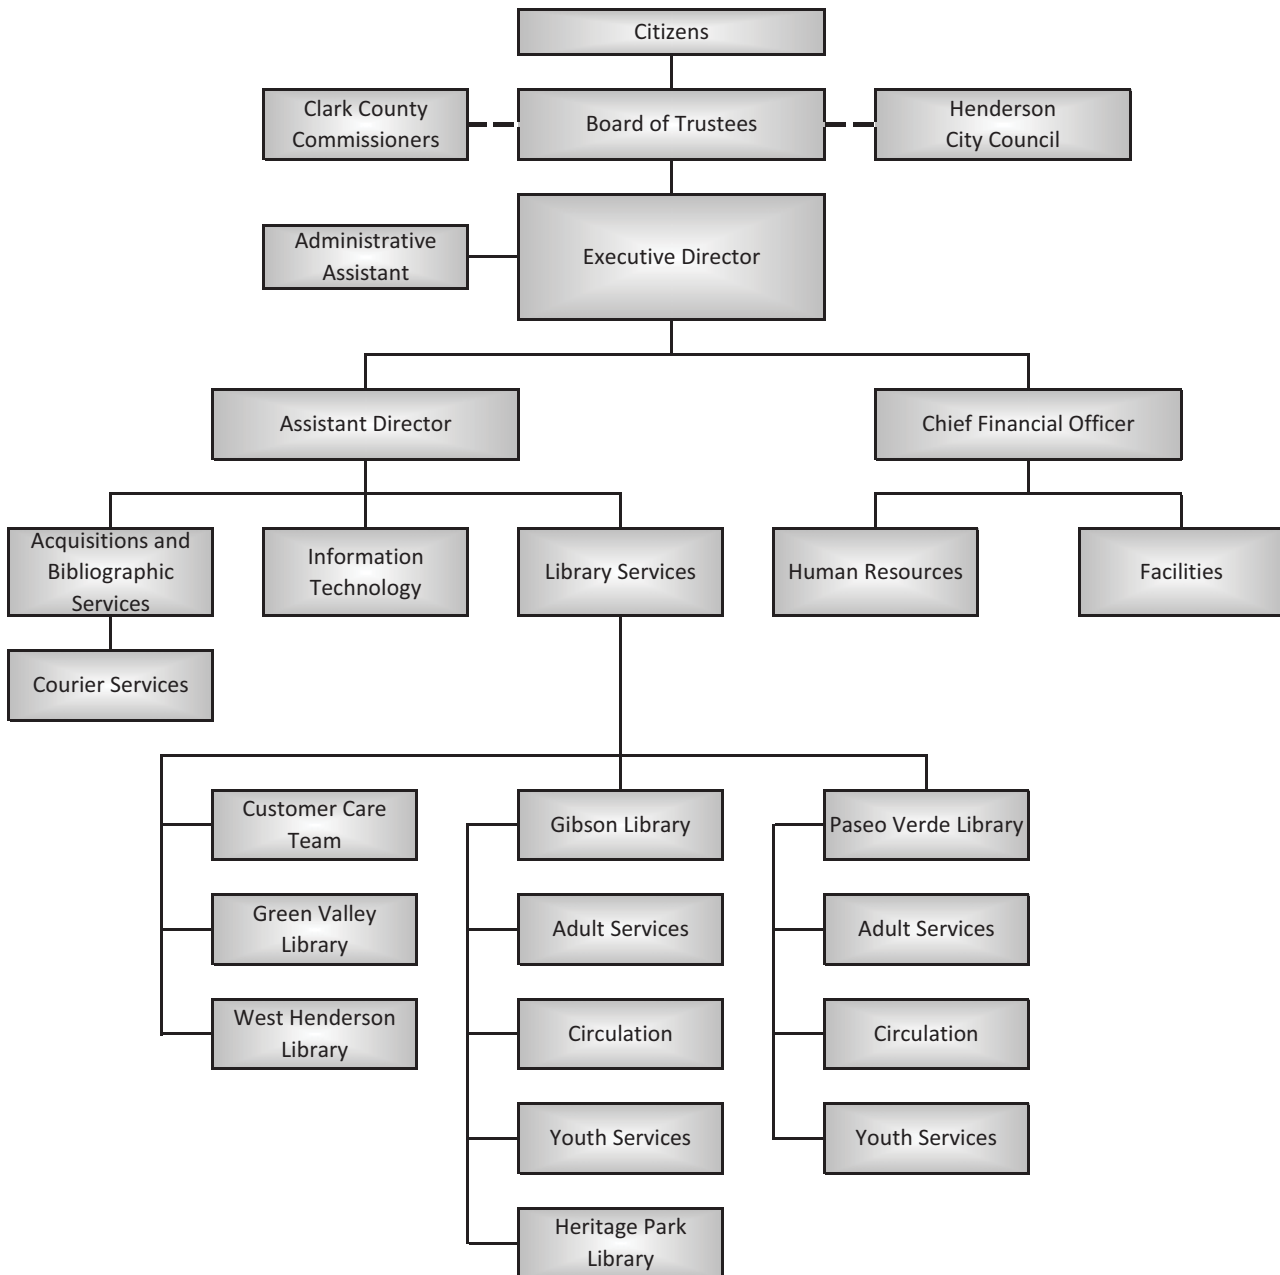 Citizens
Clark County
Commissioners
Board of Trustees
Henderson
City Council
Administrative
Assistant
Executive Director
Assistant Director
Chief Financial Officer
Acquisitions and
Bibliographic
Services
Information
Technology
Library Services
Human Resources
Facilities
Courier Services
Customer Care
Team
Gibson Library
Paseo Verde Library
Green Valley
Library
Adult Services
Adult Services
West Henderson
Library
Circulation
Circulation
Youth Services
Youth Services
Heritage Park
Library